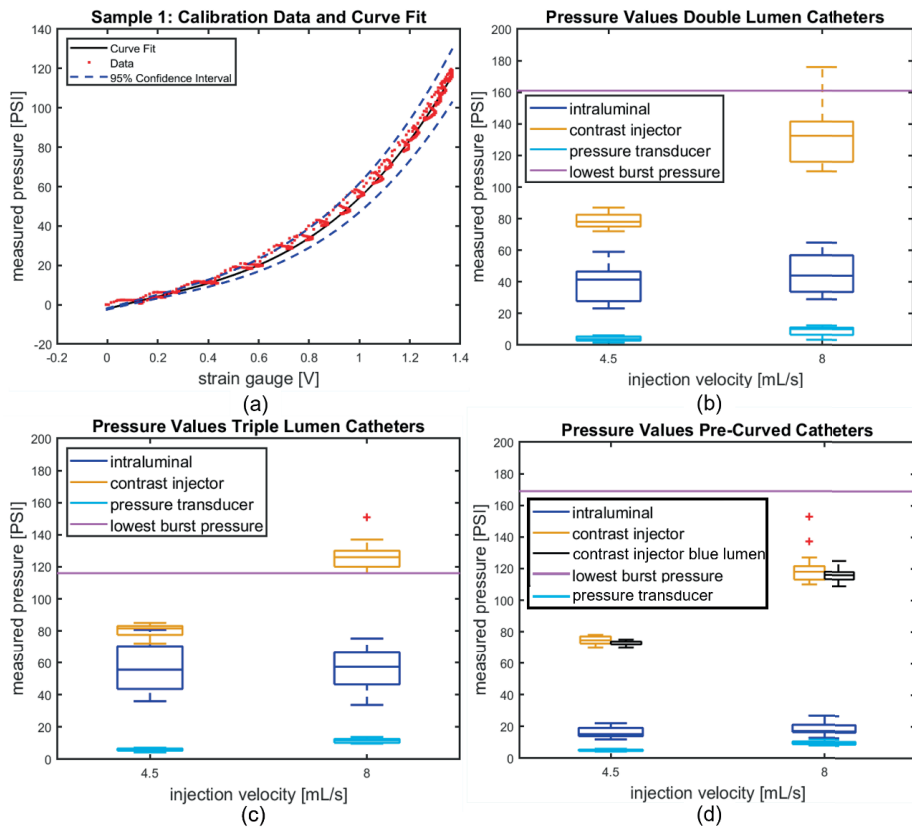 Sample 1: Calibration Data and Curve Fit
140
120
100
80
60
40
20
0
-20
measured pressure [PSI]
Curve Fit
Data
95% Confidence Interval
-0.2 0 0.2 0.4 0.6 0.8 1 1.2 1.4
strain gauge [V]
(a)
Pressure Values Double Lumen Catheters
200
180
160
140
120
100
80
60
40
20
0
measured pressure [PSI]
intraluminal
contrast injector
pressure transducer
lowest burst pressure
4.5 8
injection velocity [mL/s]
(b)
Pressure Values Triple Lumen Catheters
200
180
160
140
120
100
80
60
40
20
0
measured pressure [PSI]
intraluminal
contrast injector
pressure transducer
lowest burst pressure
4.5 8
injection velocity [mL/s]
(c)
Pressure Values Pre-Curved Catheters
200
180
160
140
120
100
80
60
40
20
0
measured pressure [PSI]
intraluminal
contrast injector
contrast injector blue lumen
lowest burst pressure
pressure transducer
4.5 8
injection velocity [mL/s]
(d)